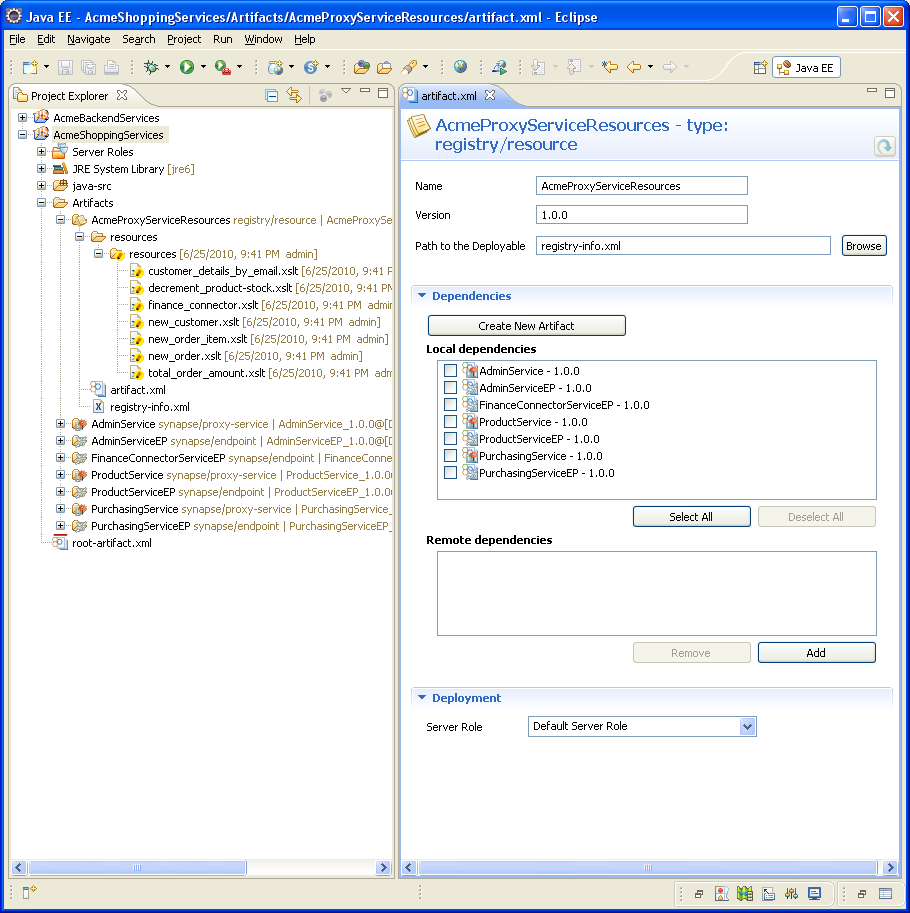 Java EE - AcmeShoppingServices/Artifacts/AcmeProxyServiceResources/artifact.xml - Eclipse
File Edit Navigate Search Project Run Window Help
Java EE
Project Explorer
AcmeBackendServices
AcmeShoppingServices
Server Roles
JRE System Library [jre6]
java-src
Artifacts
AcmeProxyServiceResources registry/resource | AcmeProxySe
resources
resources [6/25/2010, 9:41 PM admin]
customer_details_by_email.xslt [6/25/2010, 9:41 P
decrement_product-stock.xslt [6/25/2010, 9:41 PM
finance_connector.xslt [6/25/2010, 9:41 PM admin
new_customer.xslt [6/25/2010, 9:41 PM admin]
new_order_item.xslt [6/25/2010, 9:41 PM admin]
new_order.xslt [6/25/2010, 9:41 PM admin]
total_order_amount.xslt [6/25/2010, 9:41 PM adm
artifact.xml
registry-info.xml
AdminService synapse/proxy-service | AdminService_1.0.0@[D
AdminServiceEP synapse/endpoint | AdminServiceEP_1.0.0@[
FinanceConnectorServiceEP synapse/endpoint | FinanceConne
ProductService synapse/proxy-service | ProductService_1.0.0
ProductServiceEP synapse/endpoint | ProductServiceEP_1.0.0
PurchasingService synapse/proxy-service | PurchasingService_
PurchasingServiceEP synapse/endpoint | PurchasingServiceEP_
root-artifact.xml
artifact.xml
AcmeProxyServiceResources - type:
registry/resource
Name AcmeProxyServiceResources
Version 1.0.0
Path to the Deployable registry-info.xml Browse
Dependencies
Create New Artifact
Local dependencies
AdminService - 1.0.0
AdminServiceEP - 1.0.0
FinanceConnectorServiceEP - 1.0.0
ProductService - 1.0.0
ProductServiceEP - 1.0.0
PurchasingService - 1.0.0
PurchasingServiceEP - 1.0.0
Select All Deselect All
Remote dependencies
Remove Add
Deployment
Server Role Default Server Role